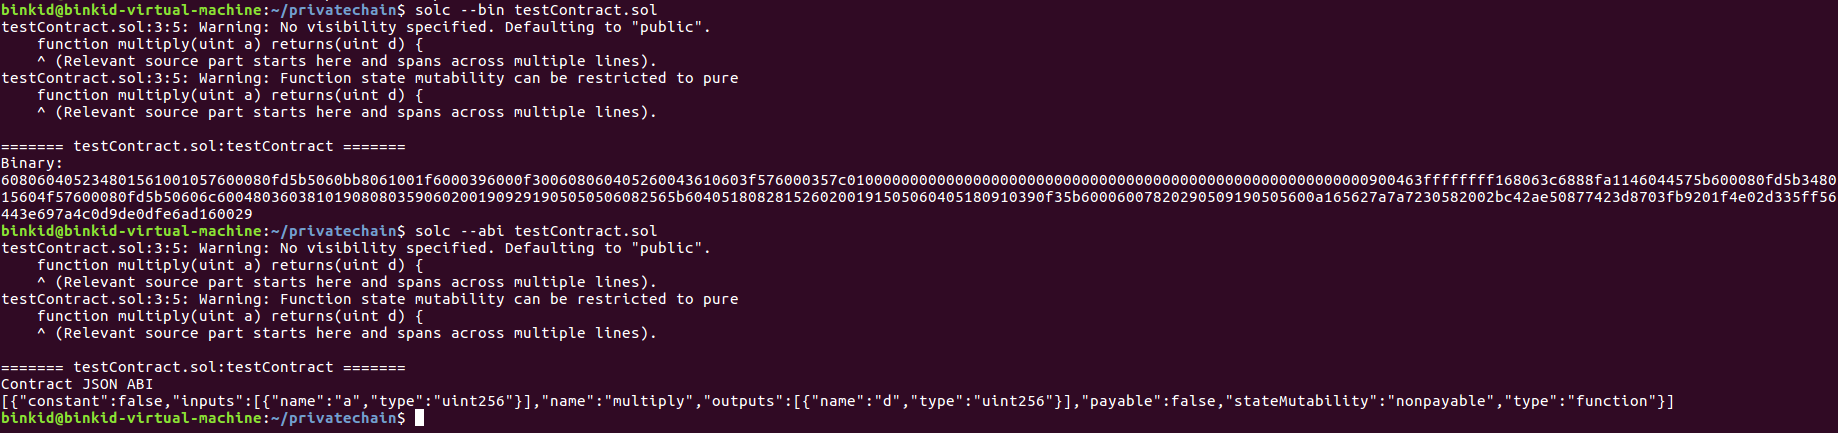 binkid@binkid-virtual-machine:~/privatechain$ solc --bin testContract.sol
testContract.sol:3:5: Warning: No visibility specified. Defaulting to "public".
    function multiply(uint a) returns(uint d) {
    ^ (Relevant source part starts here and spans across multiple lines).
testContract.sol:3:5: Warning: Function state mutability can be restricted to pure
    function multiply(uint a) returns(uint d) {
    ^ (Relevant source part starts here and spans across multiple lines).
======= testContract.sol:testContract =======
Binary:
608060405234801561001057600080fd5b5060bb8061001f6000396000f300608060405260043610603f576000357c0100000000000000000000000000000000000000000000000000000000900463ffffffff168063c6888fa1146044575b600080fd5b348015604f57600080fd5b50606c60048036038101908080359060200190929190505050506082565b6040518082815260200191505060405180910390f35b60006007820290509190505600a165627a7a7230582002bc42ae50877423d8703fb9201f4e02d335ff56
443e697a4c0d9de0dfe6ad160029
binkid@binkid-virtual-machine:~/privatechain$ solc --abi testContract.sol
testContract.sol:3:5: Warning: No visibility specified. Defaulting to "public".
    function multiply(uint a) returns(uint d) {
    ^ (Relevant source part starts here and spans across multiple lines).
testContract.sol:3:5: Warning: Function state mutability can be restricted to pure
    function multiply(uint a) returns(uint d) {
    ^ (Relevant source part starts here and spans across multiple lines).
======= testContract.sol:testContract =======
Contract JSON ABI
[{"constant":false,"inputs":[{"name":"a","type":"uint256"}],"name":"multiply","outputs":[{"name":"d","type":"uint256"}],"payable":false,"stateMutability":"nonpayable","type":"function"}]
binkid@binkid-virtual-machine:~/privatechain$